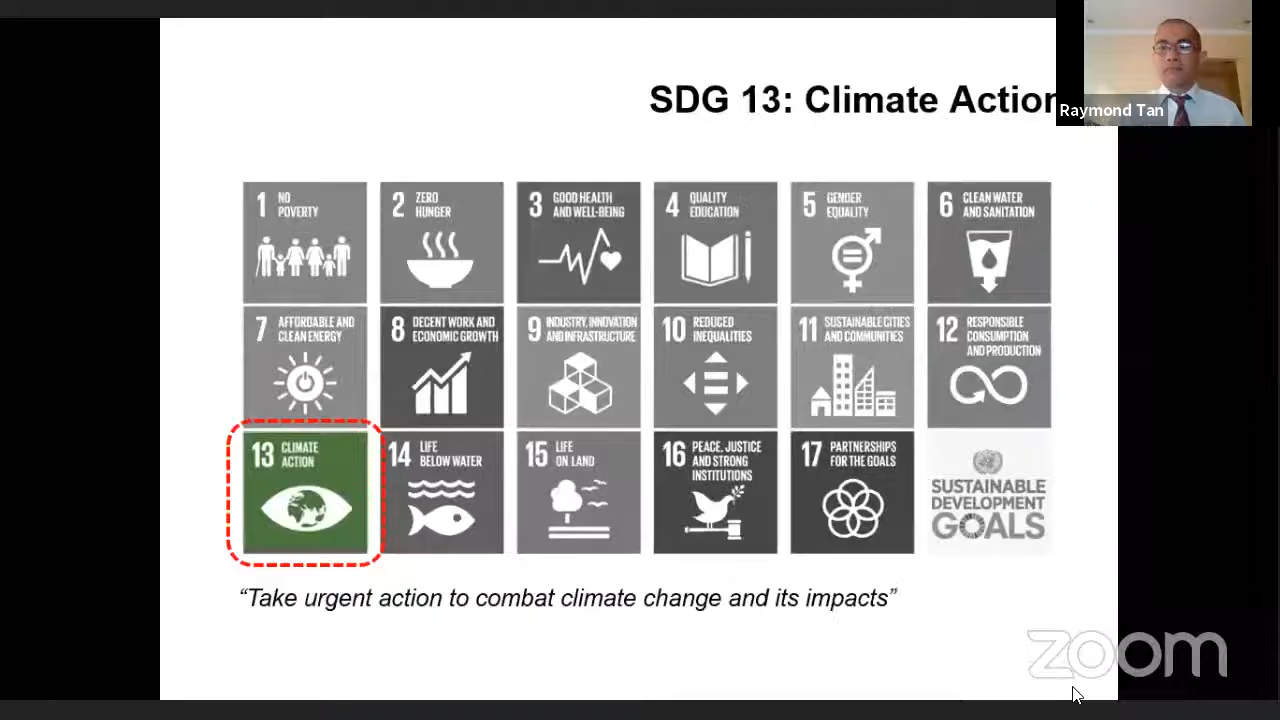 SDG 13: Climate Action
Raymond Tan
1 NO
POVERTY
2 ZERO
HUNGER
3 GOOD HEALTH
AND WELL-BEING
4 QUALITY
EDUCATION
5 GENDER
EQUALITY
6 CLEAN WATER
AND SANITATION
7 AFFORDABLE AND
CLEAN ENERGY
8 DECENT WORK AND
ECONOMIC GROWTH
9 INDUSTRY, INNOVATION
AND INFRASTRUCTURE
10 REDUCED
INEQUALITIES
11 SUSTAINABLE CITIES
AND COMMUNITIES
12 RESPONSIBLE
CONSUMPTION
AND PRODUCTION
13 CLIMATE
ACTION
14 LIFE
BELOW WATER
15 LIFE
ON LAND
16 PEACE, JUSTICE
AND STRONG
INSTITUTIONS
17 PARTNERSHIPS
FOR THE GOALS
SUSTAINABLE
DEVELOPMENT
GOALS
“Take urgent action to combat climate change and its impacts”
zoom